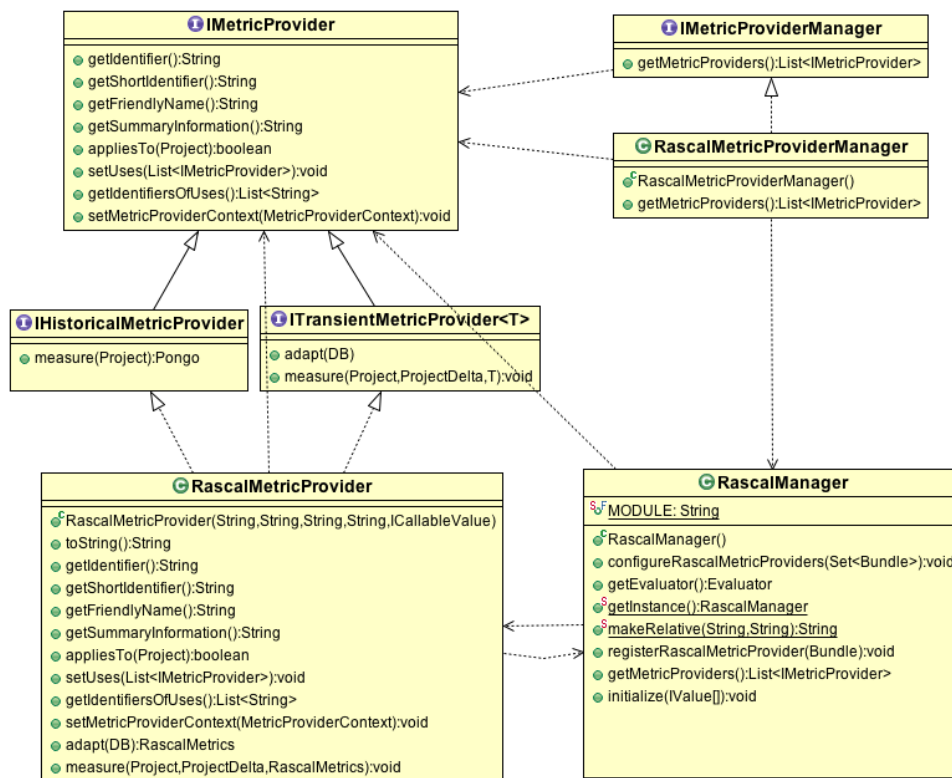 IMetricProvider
getIdentifier():String
getShortIdentifier():String
getFriendlyName():String
getSummaryInformation():String
appliesTo(Project):boolean
setUses(List<IMetricProvider>):void
getIdentifiersOfUses():List<String>
setMetricProviderContext(MetricProviderContext):void
IMetricProviderManager
getMetricProviders():List<IMetricProvider>
RascalMetricProviderManager
RascalMetricProviderManager()
getMetricProviders():List<IMetricProvider>
IHistoricalMetricProvider
measure(Project):Pongo
ITransientMetricProvider<T>
adapt(DB)
measure(Project,ProjectDelta,T):void
RascalMetricProvider
RascalMetricProvider(String,String,String,String,ICallableValue)
toString():String
getIdentifier():String
getShortIdentifier():String
getFriendlyName():String
getSummaryInformation():String
appliesTo(Project):boolean
setUses(List<IMetricProvider>):void
getIdentifiersOfUses():List<String>
setMetricProviderContext(MetricProviderContext):void
adapt(DB):RascalMetrics
measure(Project,ProjectDelta,RascalMetrics):void
RascalManager
MODULE: String
RascalManager()
configureRascalMetricProviders(Set<Bundle>):void
getEvaluator():Evaluator
getInstance():RascalManager
makeRelative(String,String):String
registerRascalMetricProvider(Bundle):void
getMetricProviders():List<IMetricProvider>
initialize(IValue[]):void